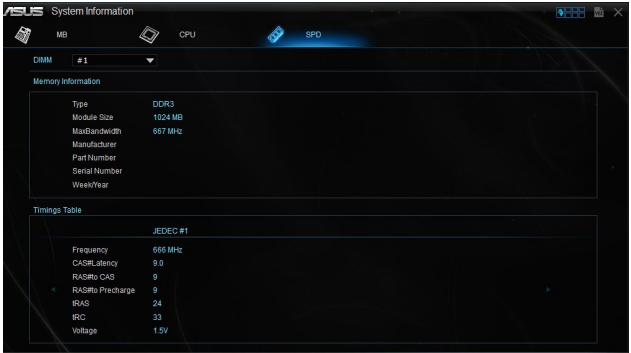 ASUS System Information
MB CPU SPD
DIMM #1
Memory Information
Type DDR3
Module Size 1024 MB
MaxBandwidth 667 MHz
Manufacturer
Part Number
Serial Number
Week/Year
Timings Table
JEDEC #1
Frequency 666 MHz
CAS#Latency 9.0
RAS#to CAS 9
RAS#to Precharge 9
tRAS 24
tRC 33
Voltage 1.5V